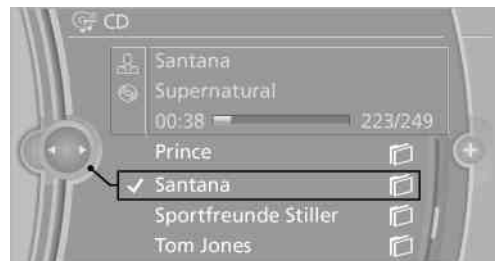 CD
Santana
Supernatural
00:38 223/249
Prince
Santana
Sportfreunde Stiller
Tom Jones